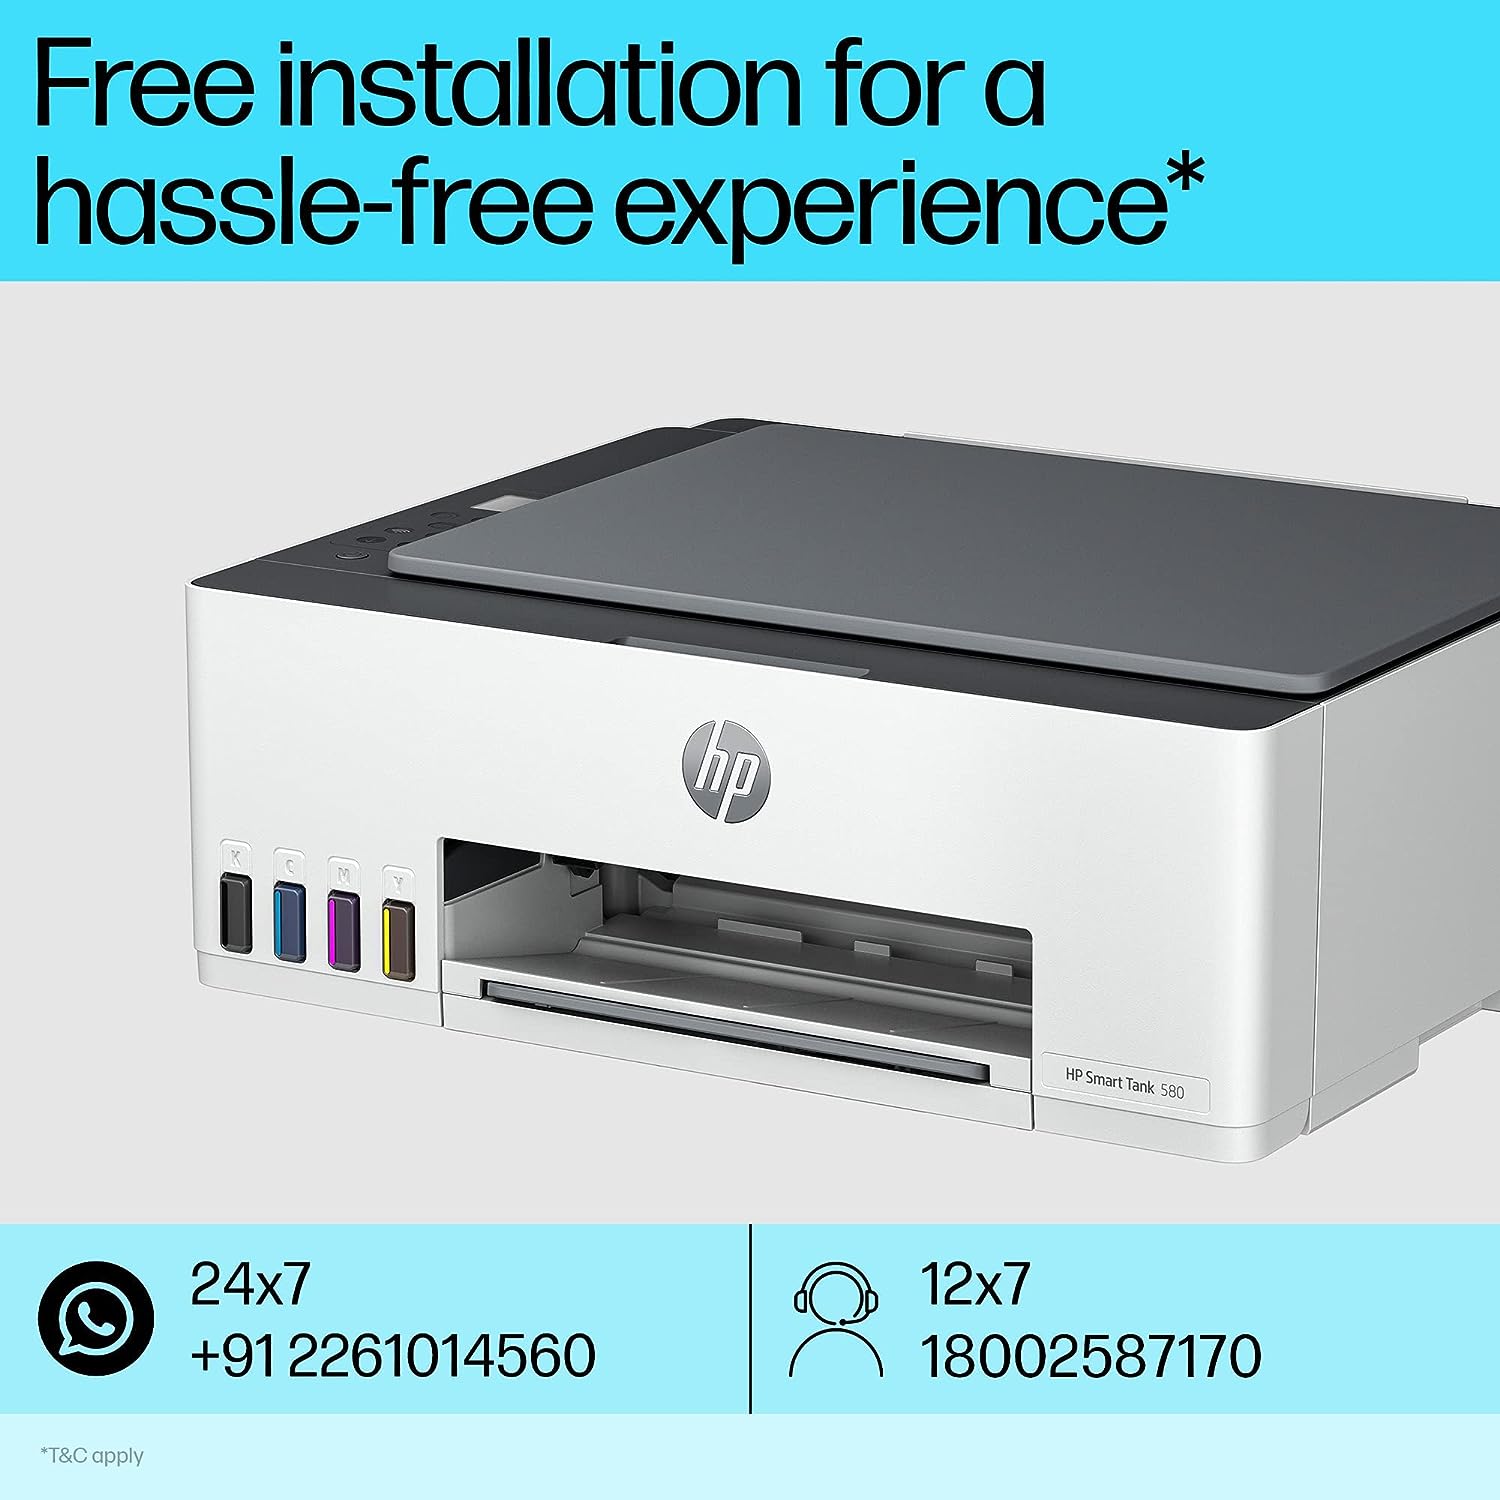 Free installation for a
hassle-free experience*
hp
K
C
M
Y
HP Smart Tank 580
24x7
+91 2261014560
12x7
18002587170
*T&C apply